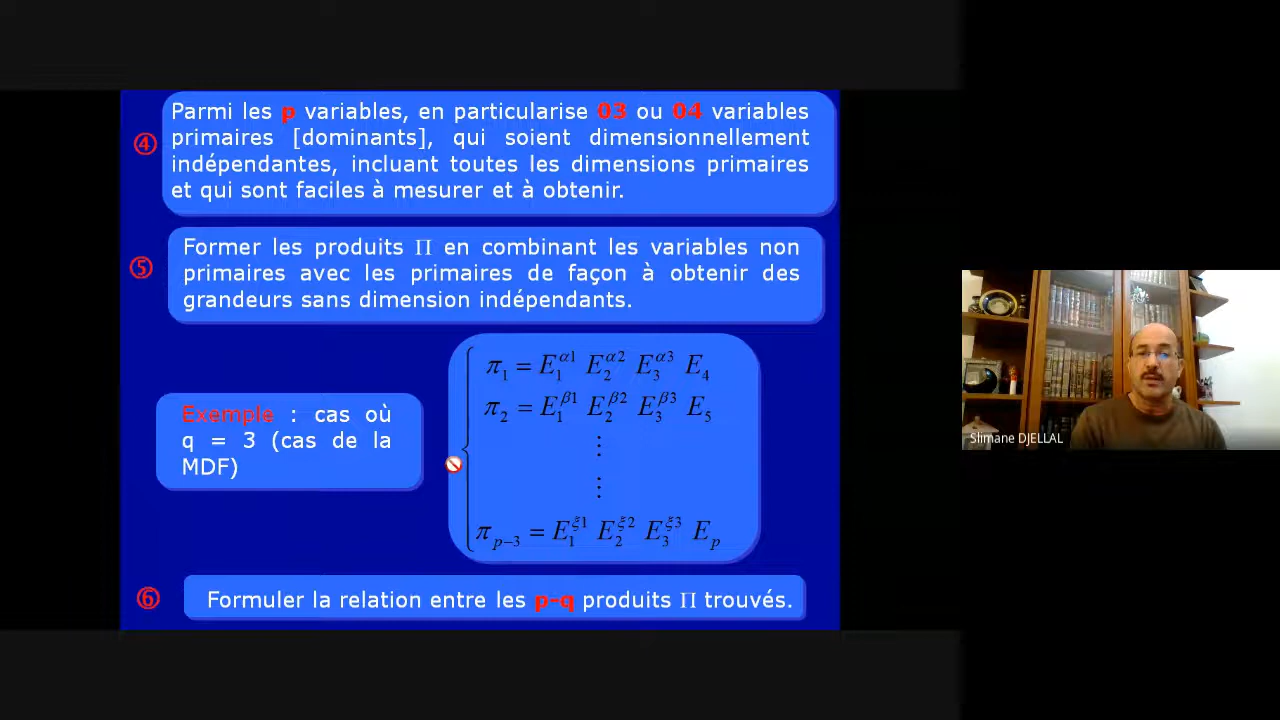 ④ Parmi les p variables, en particularise 03 ou 04 variables
primaires [dominants], qui soient dimensionnellement
indépendantes, incluant toutes les dimensions primaires
et qui sont faciles à mesurer et à obtenir.
⑤ Former les produits Π en combinant les variables non
primaires avec les primaires de façon à obtenir des
grandeurs sans dimension indépendants.
Exemple : cas où
q = 3 (cas de la
MDF)
π₁ = E₁^α1 E₂^α2 E₃^α3 E₄
π₂ = E₁^β1 E₂^β2 E₃^β3 E₅
⋮
⋮
π_p−3 = E₁^ξ1 E₂^ξ2 E₃^ξ3 E_p
⑥ Formuler la relation entre les p-q produits Π trouvés.
Slimane DJELLAL